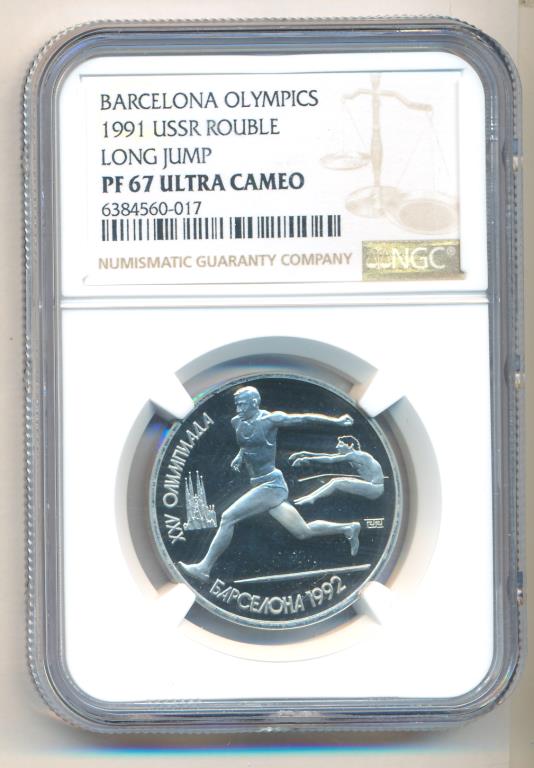 BARCELONA OLYMPICS
1991 USSR ROUBLE
LONG JUMP
PF 67 ULTRA CAMEO
6384560-017
NUMISMATIC GUARANTY COMPANY
NGC®
XXV ОЛИМПИАДА
БАРСЕЛОНА 1992